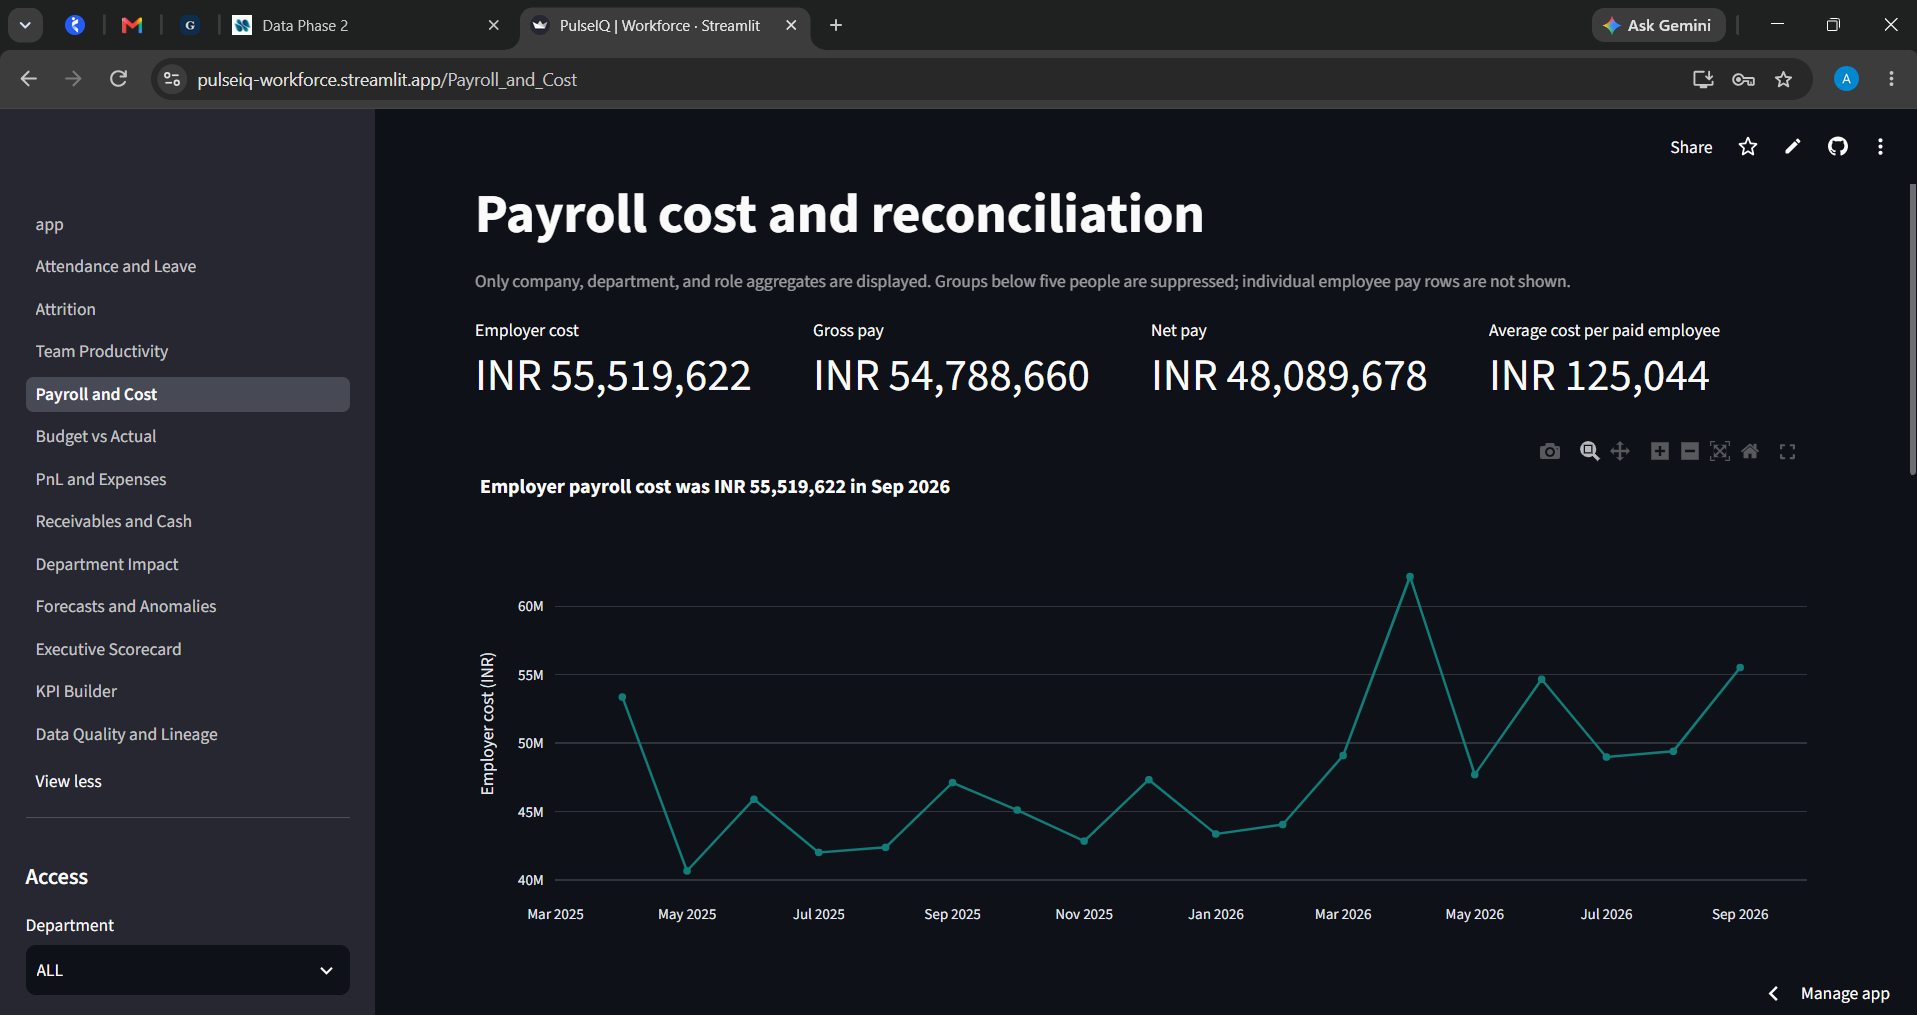 G
Data Phase 2
PulseIQ | Workforce · Streamlit
Ask Gemini
pulseiq-workforce.streamlit.app/Payroll_and_Cost
A
Share
app
Attendance and Leave
Attrition
Team Productivity
Payroll and Cost
Budget vs Actual
PnL and Expenses
Receivables and Cash
Department Impact
Forecasts and Anomalies
Executive Scorecard
KPI Builder
Data Quality and Lineage
View less
Access
Department
ALL
Payroll cost and reconciliation
Only company, department, and role aggregates are displayed. Groups below five people are suppressed; individual employee pay rows are not shown.
Employer cost
INR 55,519,622
Gross pay
INR 54,788,660
Net pay
INR 48,089,678
Average cost per paid employee
INR 125,044
Employer payroll cost was INR 55,519,622 in Sep 2026
Employer cost (INR)
60M
55M
50M
45M
40M
Mar 2025
May 2025
Jul 2025
Sep 2025
Nov 2025
Jan 2026
Mar 2026
May 2026
Jul 2026
Sep 2026
Manage app